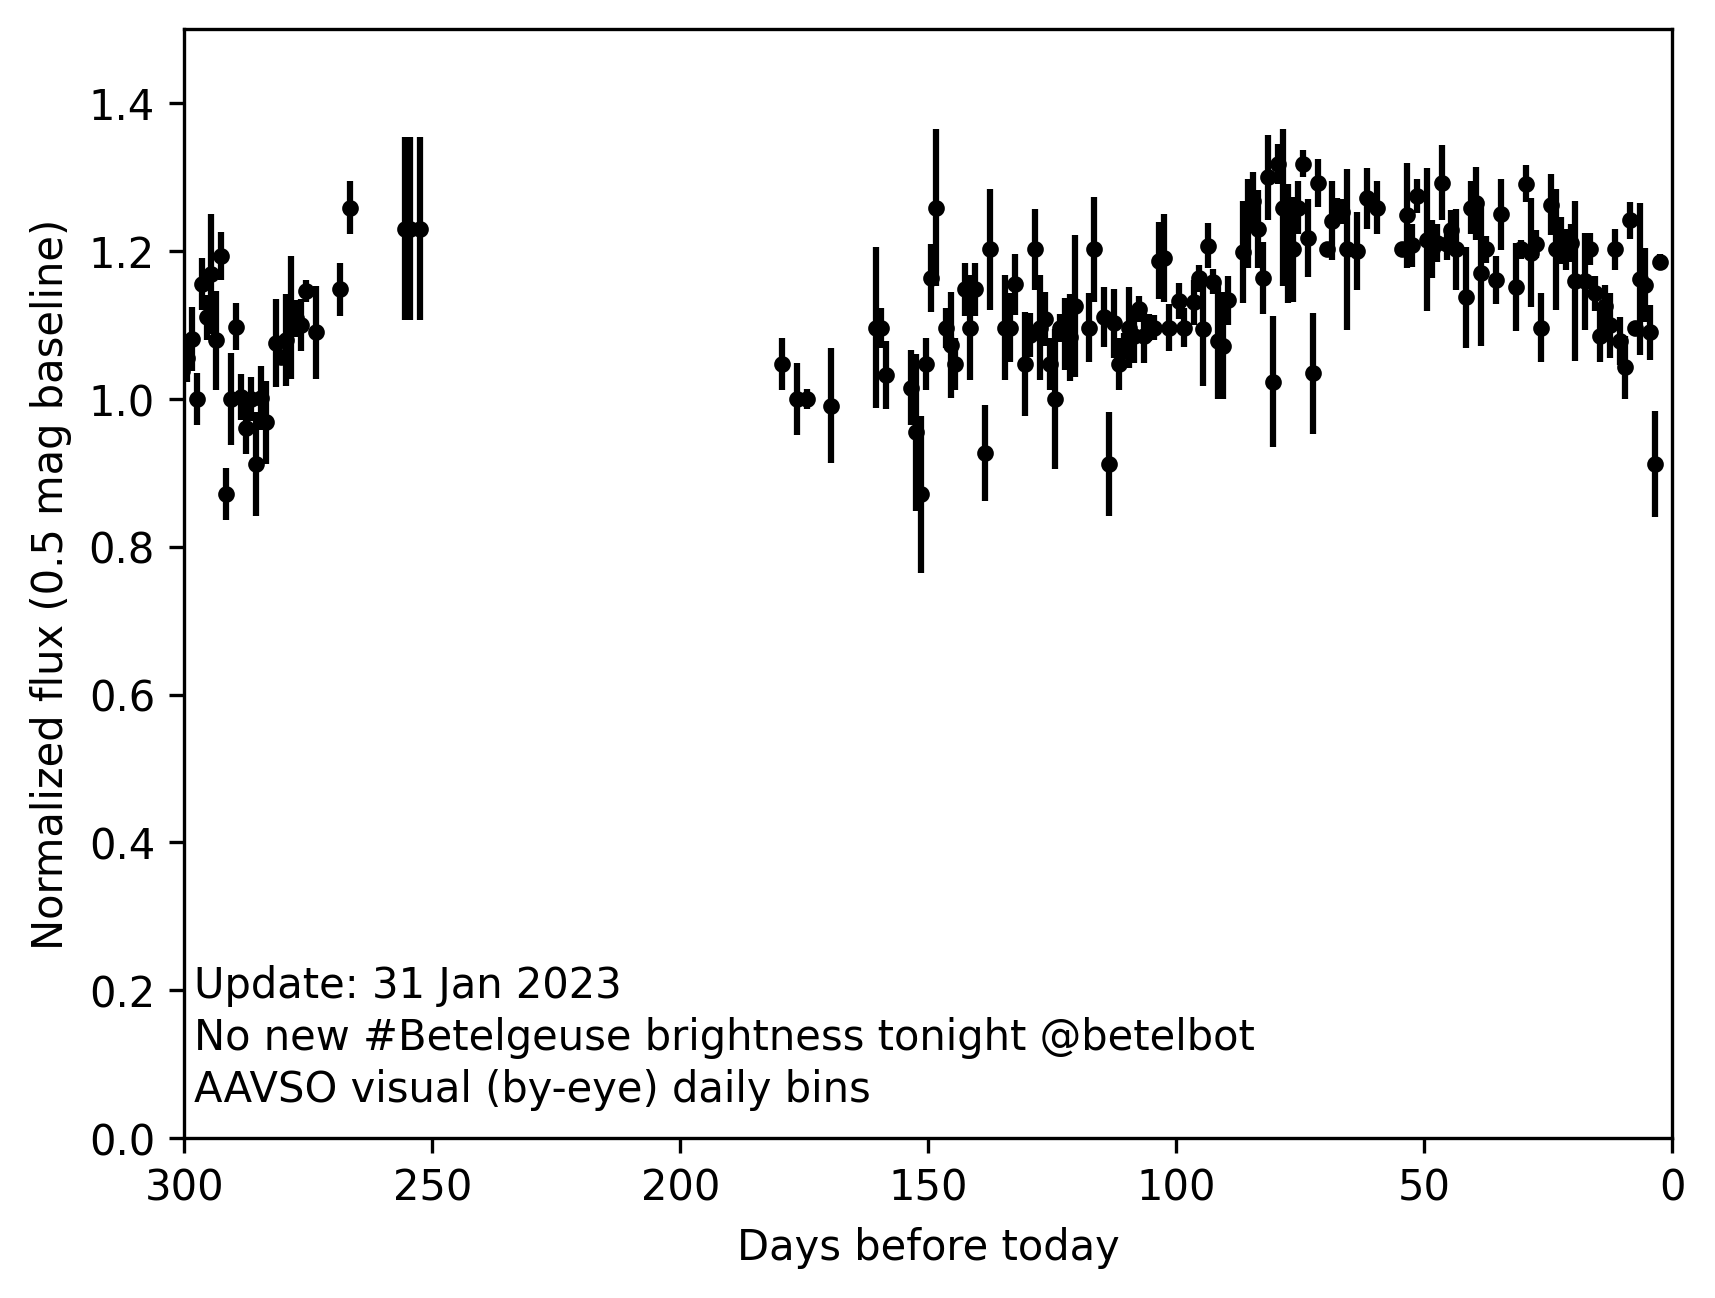 1.4
1.2
1.0
0.8
0.6
0.4
0.2
0.0
Normalized flux (0.5 mag baseline)
Update: 31 Jan 2023
No new #Betelgeuse brightness tonight @betelbot
AAVSO visual (by-eye) daily bins
300 250 200 150 100 50 0
Days before today